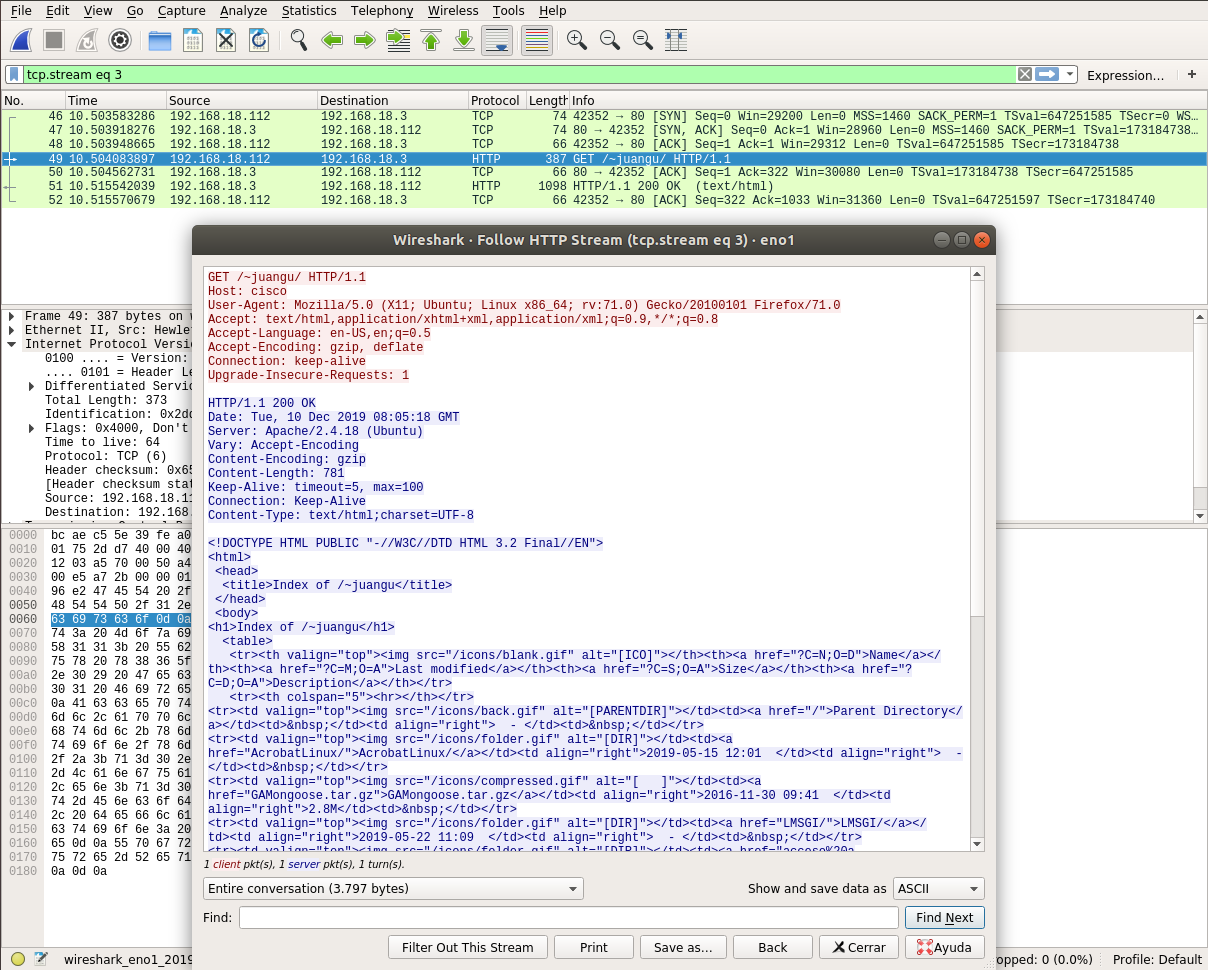 File Edit View Go Capture Analyze Statistics Telephony Wireless Tools Help
tcp.stream eq 3
Expression… +
No. Time Source Destination Protocol Length Info
46 10.503583286 192.168.18.112 192.168.18.3 TCP 74 42352 → 80 [SYN] Seq=0 Win=29200 Len=0 MSS=1460 SACK_PERM=1 TSval=647251585 TSecr=0 WS…
47 10.503918276 192.168.18.3 192.168.18.112 TCP 74 80 → 42352 [SYN, ACK] Seq=0 Ack=1 Win=28960 Len=0 MSS=1460 SACK_PERM=1 TSval=173184738…
48 10.503948665 192.168.18.112 192.168.18.3 TCP 66 42352 → 80 [ACK] Seq=1 Ack=1 Win=29312 Len=0 TSval=647251585 TSecr=173184738
49 10.504083897 192.168.18.112 192.168.18.3 HTTP 387 GET /~juangu/ HTTP/1.1
50 10.504562731 192.168.18.3 192.168.18.112 TCP 66 80 → 42352 [ACK] Seq=1 Ack=322 Win=30080 Len=0 TSval=173184738 TSecr=647251585
51 10.515542039 192.168.18.3 192.168.18.112 HTTP 1098 HTTP/1.1 200 OK (text/html)
52 10.515570679 192.168.18.112 192.168.18.3 TCP 66 42352 → 80 [ACK] Seq=322 Ack=1033 Win=31360 Len=0 TSval=647251597 TSecr=173184740
Wireshark · Follow HTTP Stream (tcp.stream eq 3) · eno1
GET /~juangu/ HTTP/1.1
Host: cisco
User-Agent: Mozilla/5.0 (X11; Ubuntu; Linux x86_64; rv:71.0) Gecko/20100101 Firefox/71.0
Accept: text/html,application/xhtml+xml,application/xml;q=0.9,*/*;q=0.8
Accept-Language: en-US,en;q=0.5
Accept-Encoding: gzip, deflate
Connection: keep-alive
Upgrade-Insecure-Requests: 1
HTTP/1.1 200 OK
Date: Tue, 10 Dec 2019 08:05:18 GMT
Server: Apache/2.4.18 (Ubuntu)
Vary: Accept-Encoding
Content-Encoding: gzip
Content-Length: 781
Keep-Alive: timeout=5, max=100
Connection: Keep-Alive
Content-Type: text/html;charset=UTF-8
<!DOCTYPE HTML PUBLIC "-//W3C//DTD HTML 3.2 Final//EN">
<html>
<head>
<title>Index of /~juangu</title>
</head>
<body>
<h1>Index of /~juangu</h1>
<table>
<tr><th valign="top"><img src="/icons/blank.gif" alt="[ICO]"></th><th><a href="?C=N;O=D">Name</a></
th><th><a href="?C=M;O=A">Last modified</a></th><th><a href="?C=S;O=A">Size</a></th><th><a href="?
C=D;O=A">Description</a></th></tr>
<tr><th colspan="5"><hr></th></tr>
<tr><td valign="top"><img src="/icons/back.gif" alt="[PARENTDIR]"></td><td><a href="/">Parent Directory</
a></td><td>&nbsp;</td><td align="right">  - </td><td>&nbsp;</td></tr>
<tr><td valign="top"><img src="/icons/folder.gif" alt="[DIR]"></td><td><a
href="AcrobatLinux/">AcrobatLinux/</a></td><td align="right">2019-05-15 12:01  </td><td align="right">  -
</td><td>&nbsp;</td></tr>
<tr><td valign="top"><img src="/icons/compressed.gif" alt="[   ]"></td><td><a
href="GAMongoose.tar.gz">GAMongoose.tar.gz</a></td><td align="right">2016-11-30 09:41  </td><td
align="right">2.8M</td><td>&nbsp;</td></tr>
<tr><td valign="top"><img src="/icons/folder.gif" alt="[DIR]"></td><td><a href="LMSGI/">LMSGI/</a></
td><td align="right">2019-05-22 11:09  </td><td align="right">  - </td><td>&nbsp;</td></tr>
<tr><td valign="top"><img src="/icons/folder.gif" alt="[DIR]"></td><td><a href="acceso%20a
1 client pkt(s), 1 server pkt(s), 1 turn(s).
Entire conversation (3.797 bytes)
Show and save data as ASCII
Find: Find Next
Filter Out This Stream Print Save as… Back Cerrar Ayuda
Frame 49: 387 bytes on w
Ethernet II, Src: Hewle
Internet Protocol Versi
0100 .... = Version:
.... 0101 = Header Le
Differentiated Servic
Total Length: 373
Identification: 0x2dd
Flags: 0x4000, Don't
Time to live: 64
Protocol: TCP (6)
Header checksum: 0x65
[Header checksum stat
Source: 192.168.18.11
Destination: 192.168.
0000 bc ae c5 5e 39 fe a0
0010 01 75 2d d7 40 00 40
0020 12 03 a5 70 00 50 a4
0030 00 e5 a7 2b 00 00 01
0040 96 e2 47 45 54 20 2f
0050 48 54 54 50 2f 31 2e
0060 63 69 73 63 6f 0d 0a
0070 74 3a 20 4d 6f 7a 69
0080 58 31 31 3b 20 55 62
0090 75 78 20 78 38 36 5f
00a0 2e 30 29 20 47 65 63
00b0 30 31 20 46 69 72 65
00c0 0a 41 63 63 65 70 74
00d0 6d 6c 2c 61 70 70 6c
00e0 68 74 6d 6c 2b 78 6d
00f0 74 69 6f 6e 2f 78 6d
0100 2f 2a 3b 71 3d 30 2e
0110 2d 4c 61 6e 67 75 61
0120 2c 65 6e 3b 71 3d 30
0130 74 2d 45 6e 63 6f 64
0140 2c 20 64 65 66 6c 61
0150 63 74 69 6f 6e 3a 20
0160 65 0d 0a 55 70 67 72
0170 75 72 65 2d 52 65 71
0180 0a 0d 0a
wireshark_eno1_2019
opped: 0 (0.0%) Profile: Default